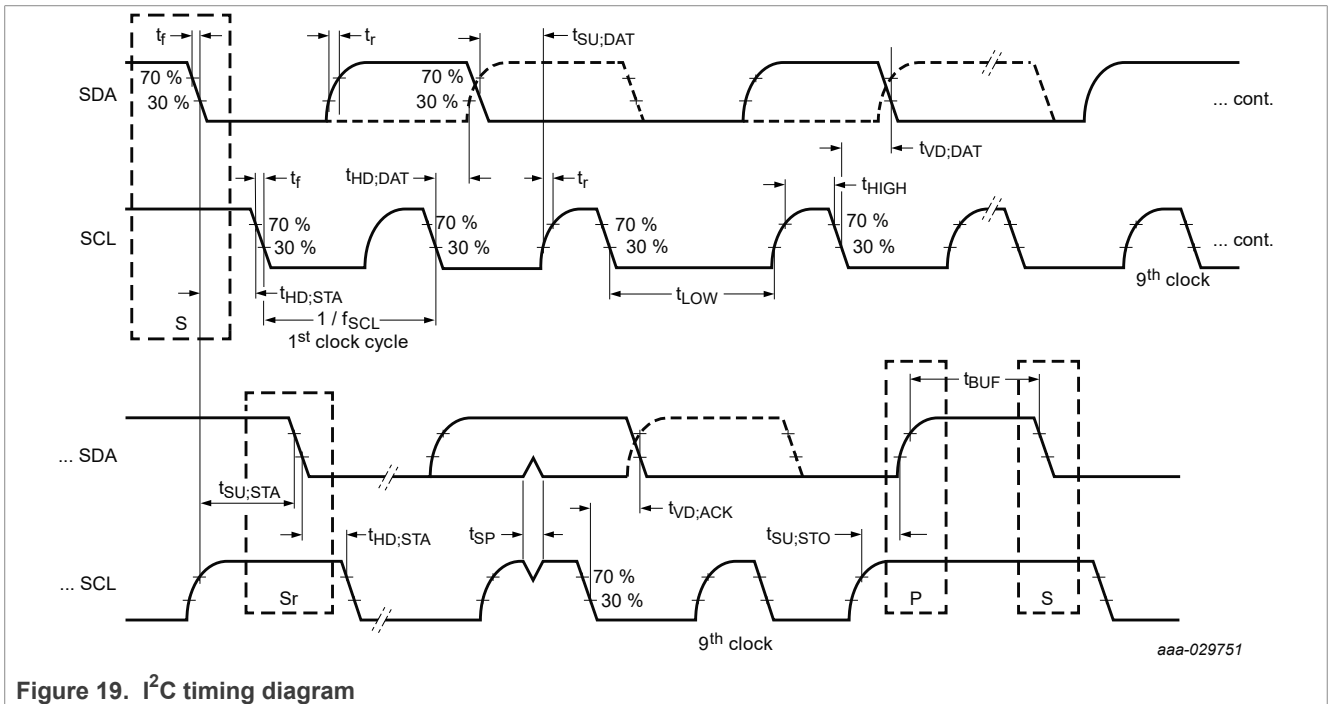 tf
tr
tSU;DAT
70 %
SDA
30 %
70 %
30 %
... cont.
tVD;DAT
tf
tHD;DAT
tr
tHIGH
SCL
70 %
30 %
70 %
30 %
70 %
30 %
70 %
30 %
... cont.
9th clock
tHD;STA
tLOW
S
1 / fSCL
1st clock cycle
tBUF
... SDA
tSU;STA
tHD;STA
tSP
tVD;ACK
tSU;STO
... SCL
70 %
30 %
Sr
P
S
9th clock
aaa-029751
Figure 19. I2C timing diagram